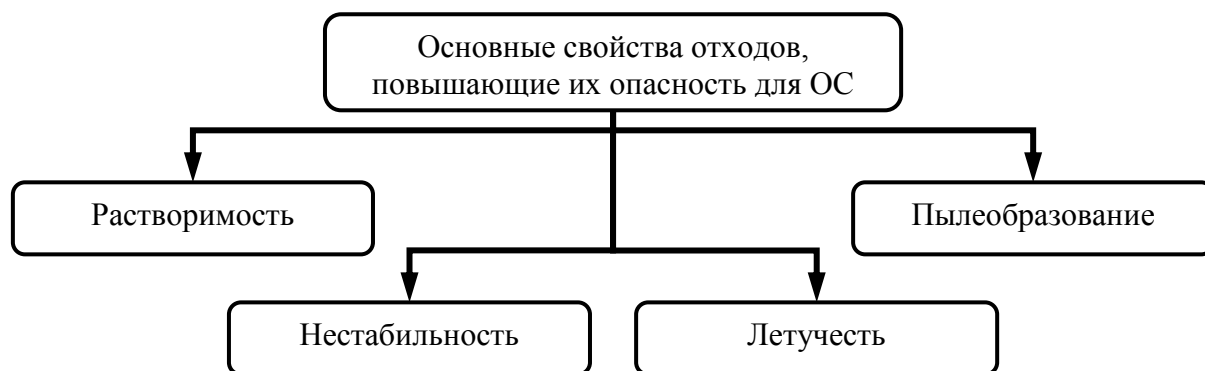 Основные свойства отходов,
повышающие их опасность для ОС
Растворимость
Пылеобразование
Нестабильность
Летучесть